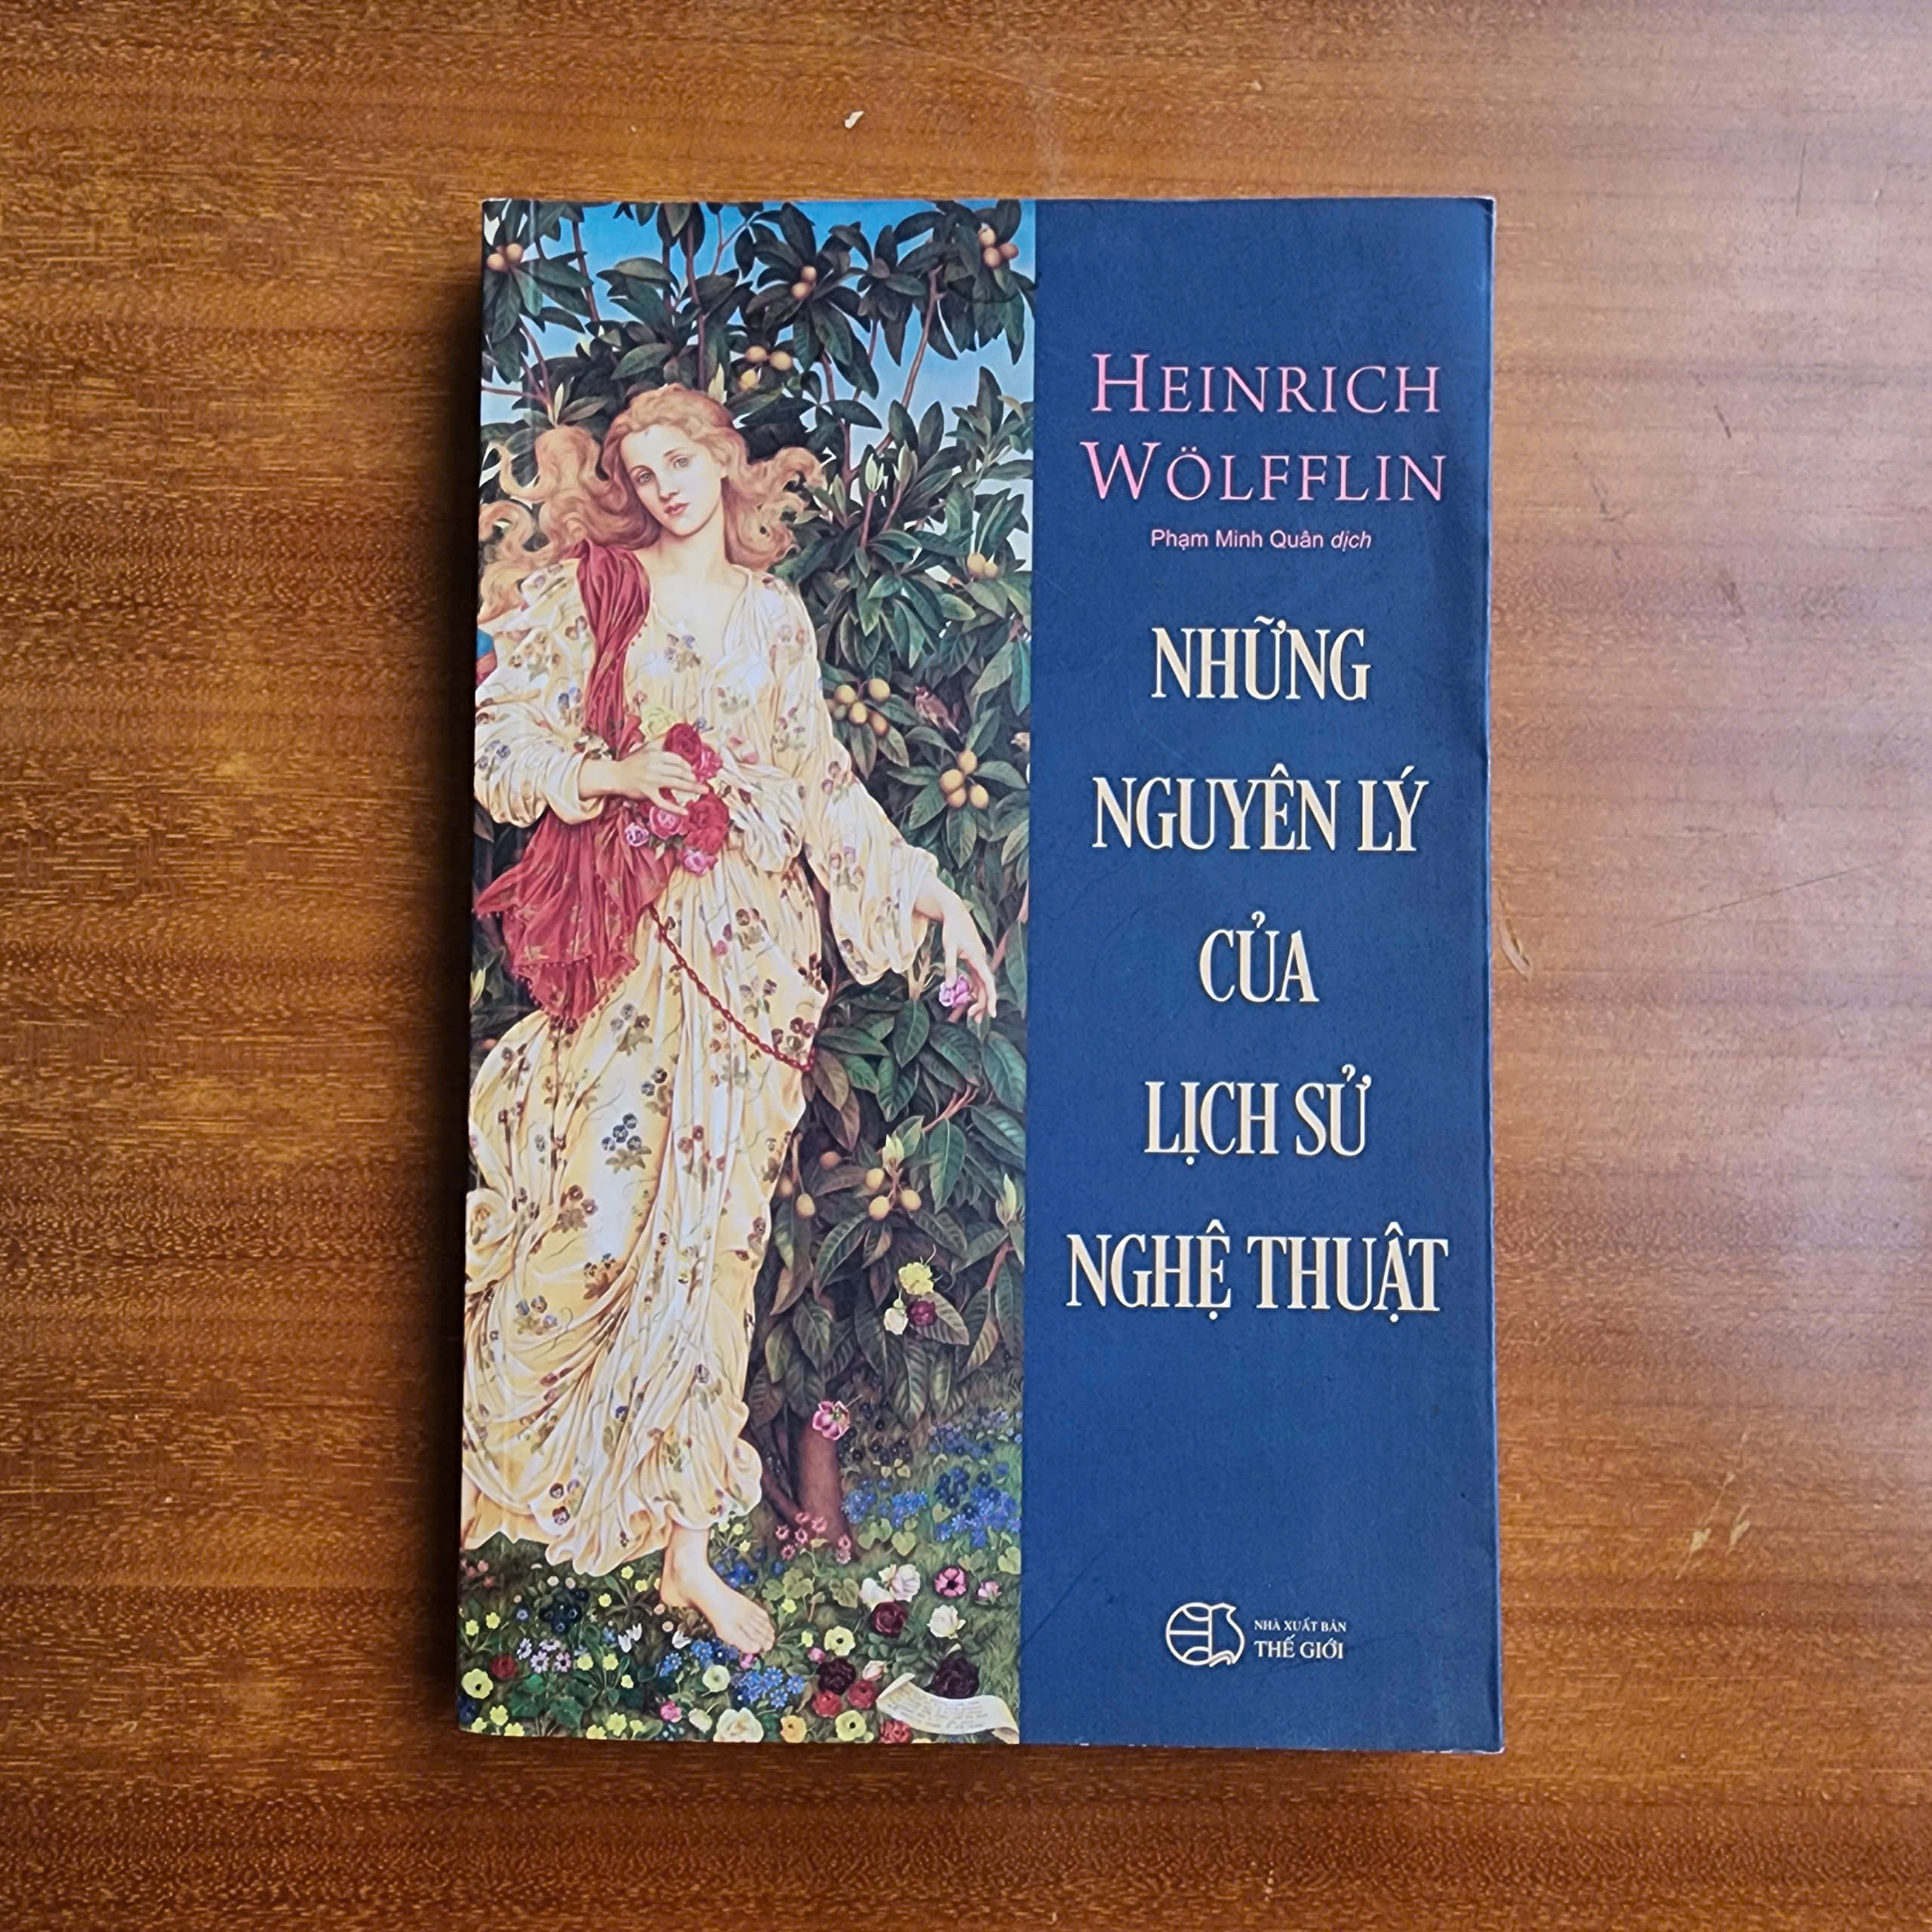 HEINRICH
WÖLFFLIN
Phạm Minh Quân dịch
NHỮNG
NGUYÊN LÝ
CỦA
LỊCH SỬ
NGHỆ THUẬT
NHÀ XUẤT BẢN
THẾ GIỚI